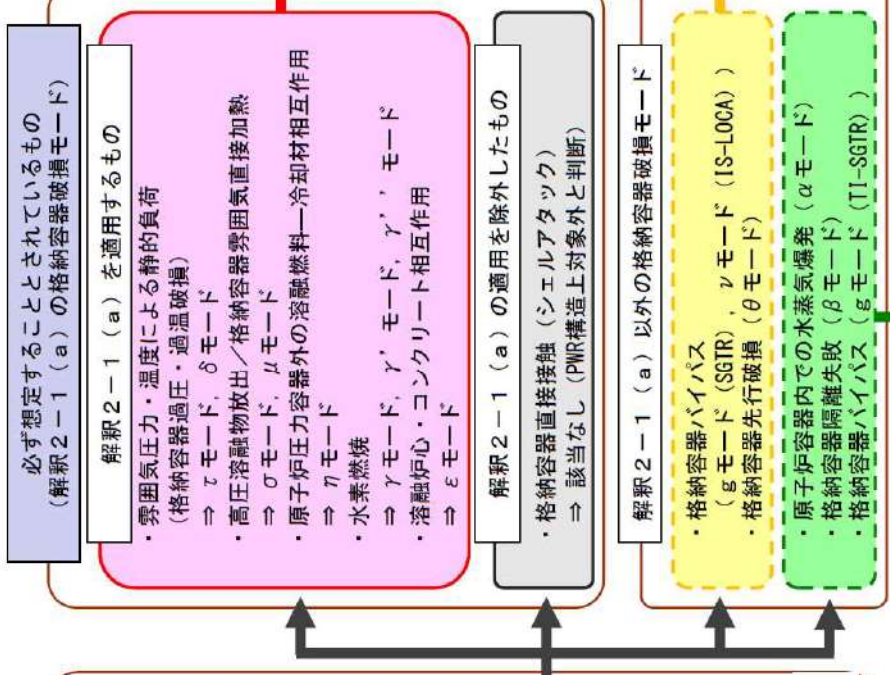 必ず想定することとされているもの
(解釈2-1(a)の格納容器破損モード)
解釈2-1(a)を適用するもの
・雰囲気圧力・温度による静的負荷
(格納容器過圧・過温破損)
⇒ τモード, δモード
・高圧溶融物放出/格納容器雰囲気直接加熱
⇒ σモード, μモード
・原子炉圧力容器外の溶融燃料―冷却材相互作用
⇒ ηモード
・水素燃焼
⇒ γモード, γ'モード, γ''モード
・溶融炉心・コンクリート相互作用
⇒ εモード
解釈2-1(a)の適用を除外したもの
・格納容器直接接触(シェルアタック)
⇒ 該当なし(PWR構造上対象外と判断)
解釈2-1(a)以外の格納容器破損モード
・格納容器バイパス
(gモード(SGTR), νモード(IS-LOCA))
・格納容器先行破損(θモード)
・原子炉容器内での水蒸気爆発(αモード)
・格納容器隔離失敗(βモード)
・格納容器バイパス(gモード(TI-SGTR))